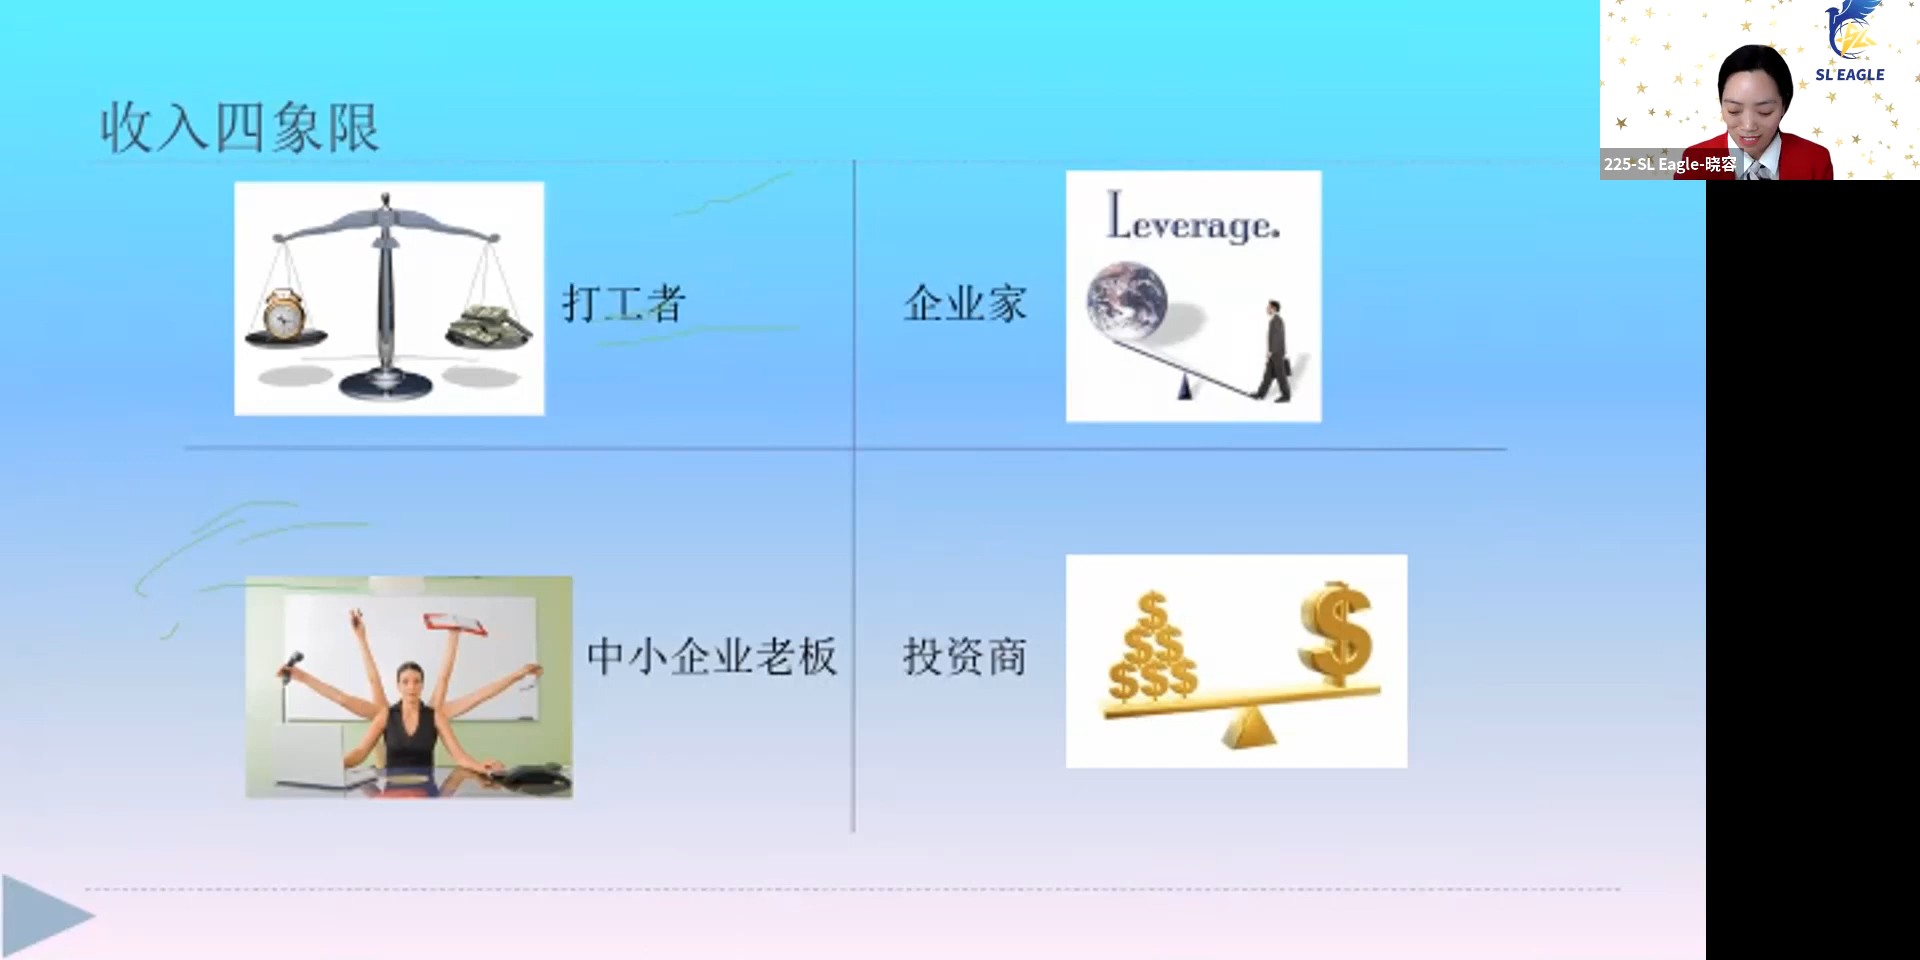 收入四象限
SL EAGLE
225-SL Eagle-晓容
打工者
企业家
Leverage.
中小企业老板
投资商